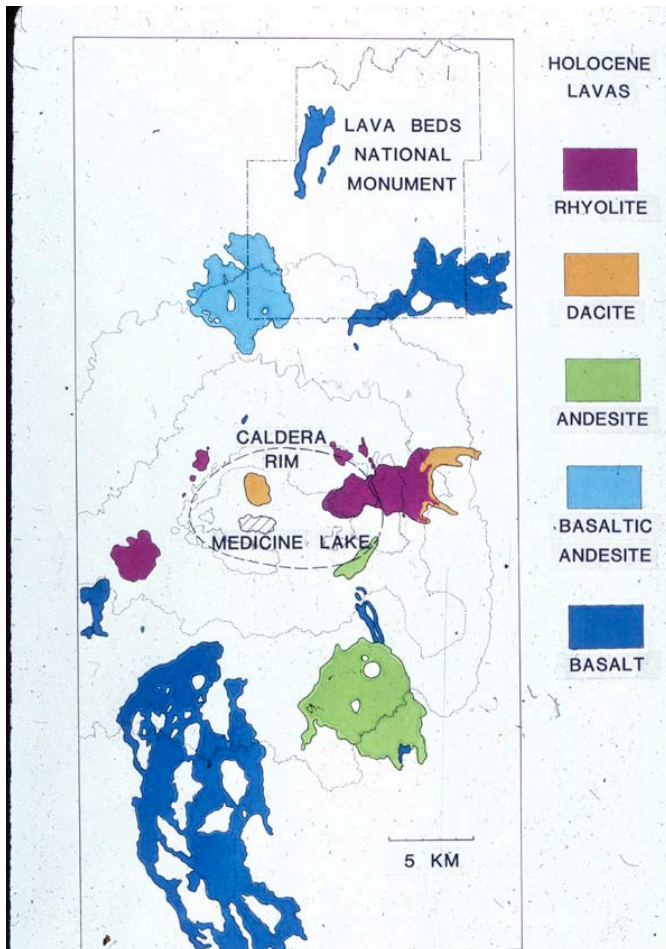 HOLOCENE
LAVAS
LAVA BEDS
NATIONAL
MONUMENT
RHYOLITE
DACITE
ANDESITE
CALDERA
RIM
BASALTIC
ANDESITE
MEDICINE LAKE
BASALT
5 KM